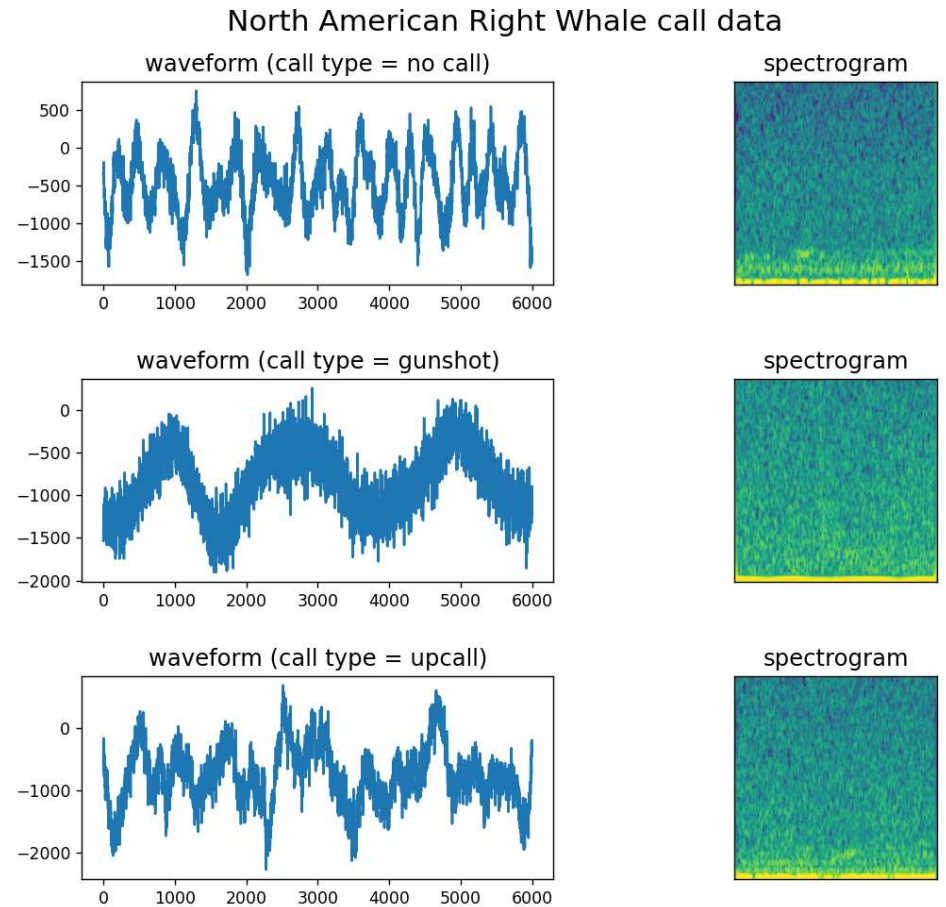 North American Right Whale call data
waveform (call type = no call)
spectrogram
500
0
−500
−1000
−1500
0 1000 2000 3000 4000 5000 6000
waveform (call type = gunshot)
spectrogram
0
−500
−1000
−1500
−2000
0 1000 2000 3000 4000 5000 6000
waveform (call type = upcall)
spectrogram
0
−1000
−2000
0 1000 2000 3000 4000 5000 6000